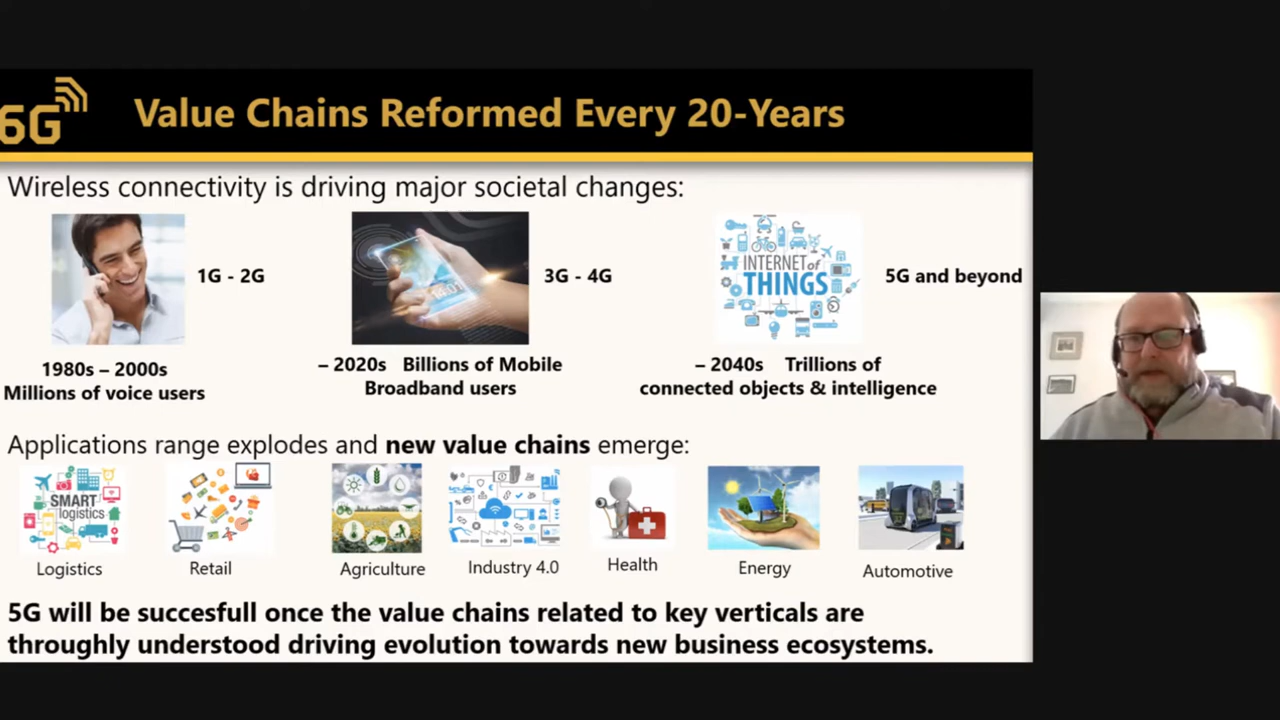 6G
Value Chains Reformed Every 20-Years
Wireless connectivity is driving major societal changes:
1G - 2G
3G - 4G
INTERNET of
THINGS
5G and beyond
1980s – 2000s
Millions of voice users
– 2020s Billions of Mobile
Broadband users
– 2040s Trillions of
connected objects & intelligence
Applications range explodes and new value chains emerge:
SMART
logistics
Logistics
Retail
Agriculture
Industry 4.0
Health
Energy
Automotive
5G will be succesfull once the value chains related to key verticals are
throughly understood driving evolution towards new business ecosystems.